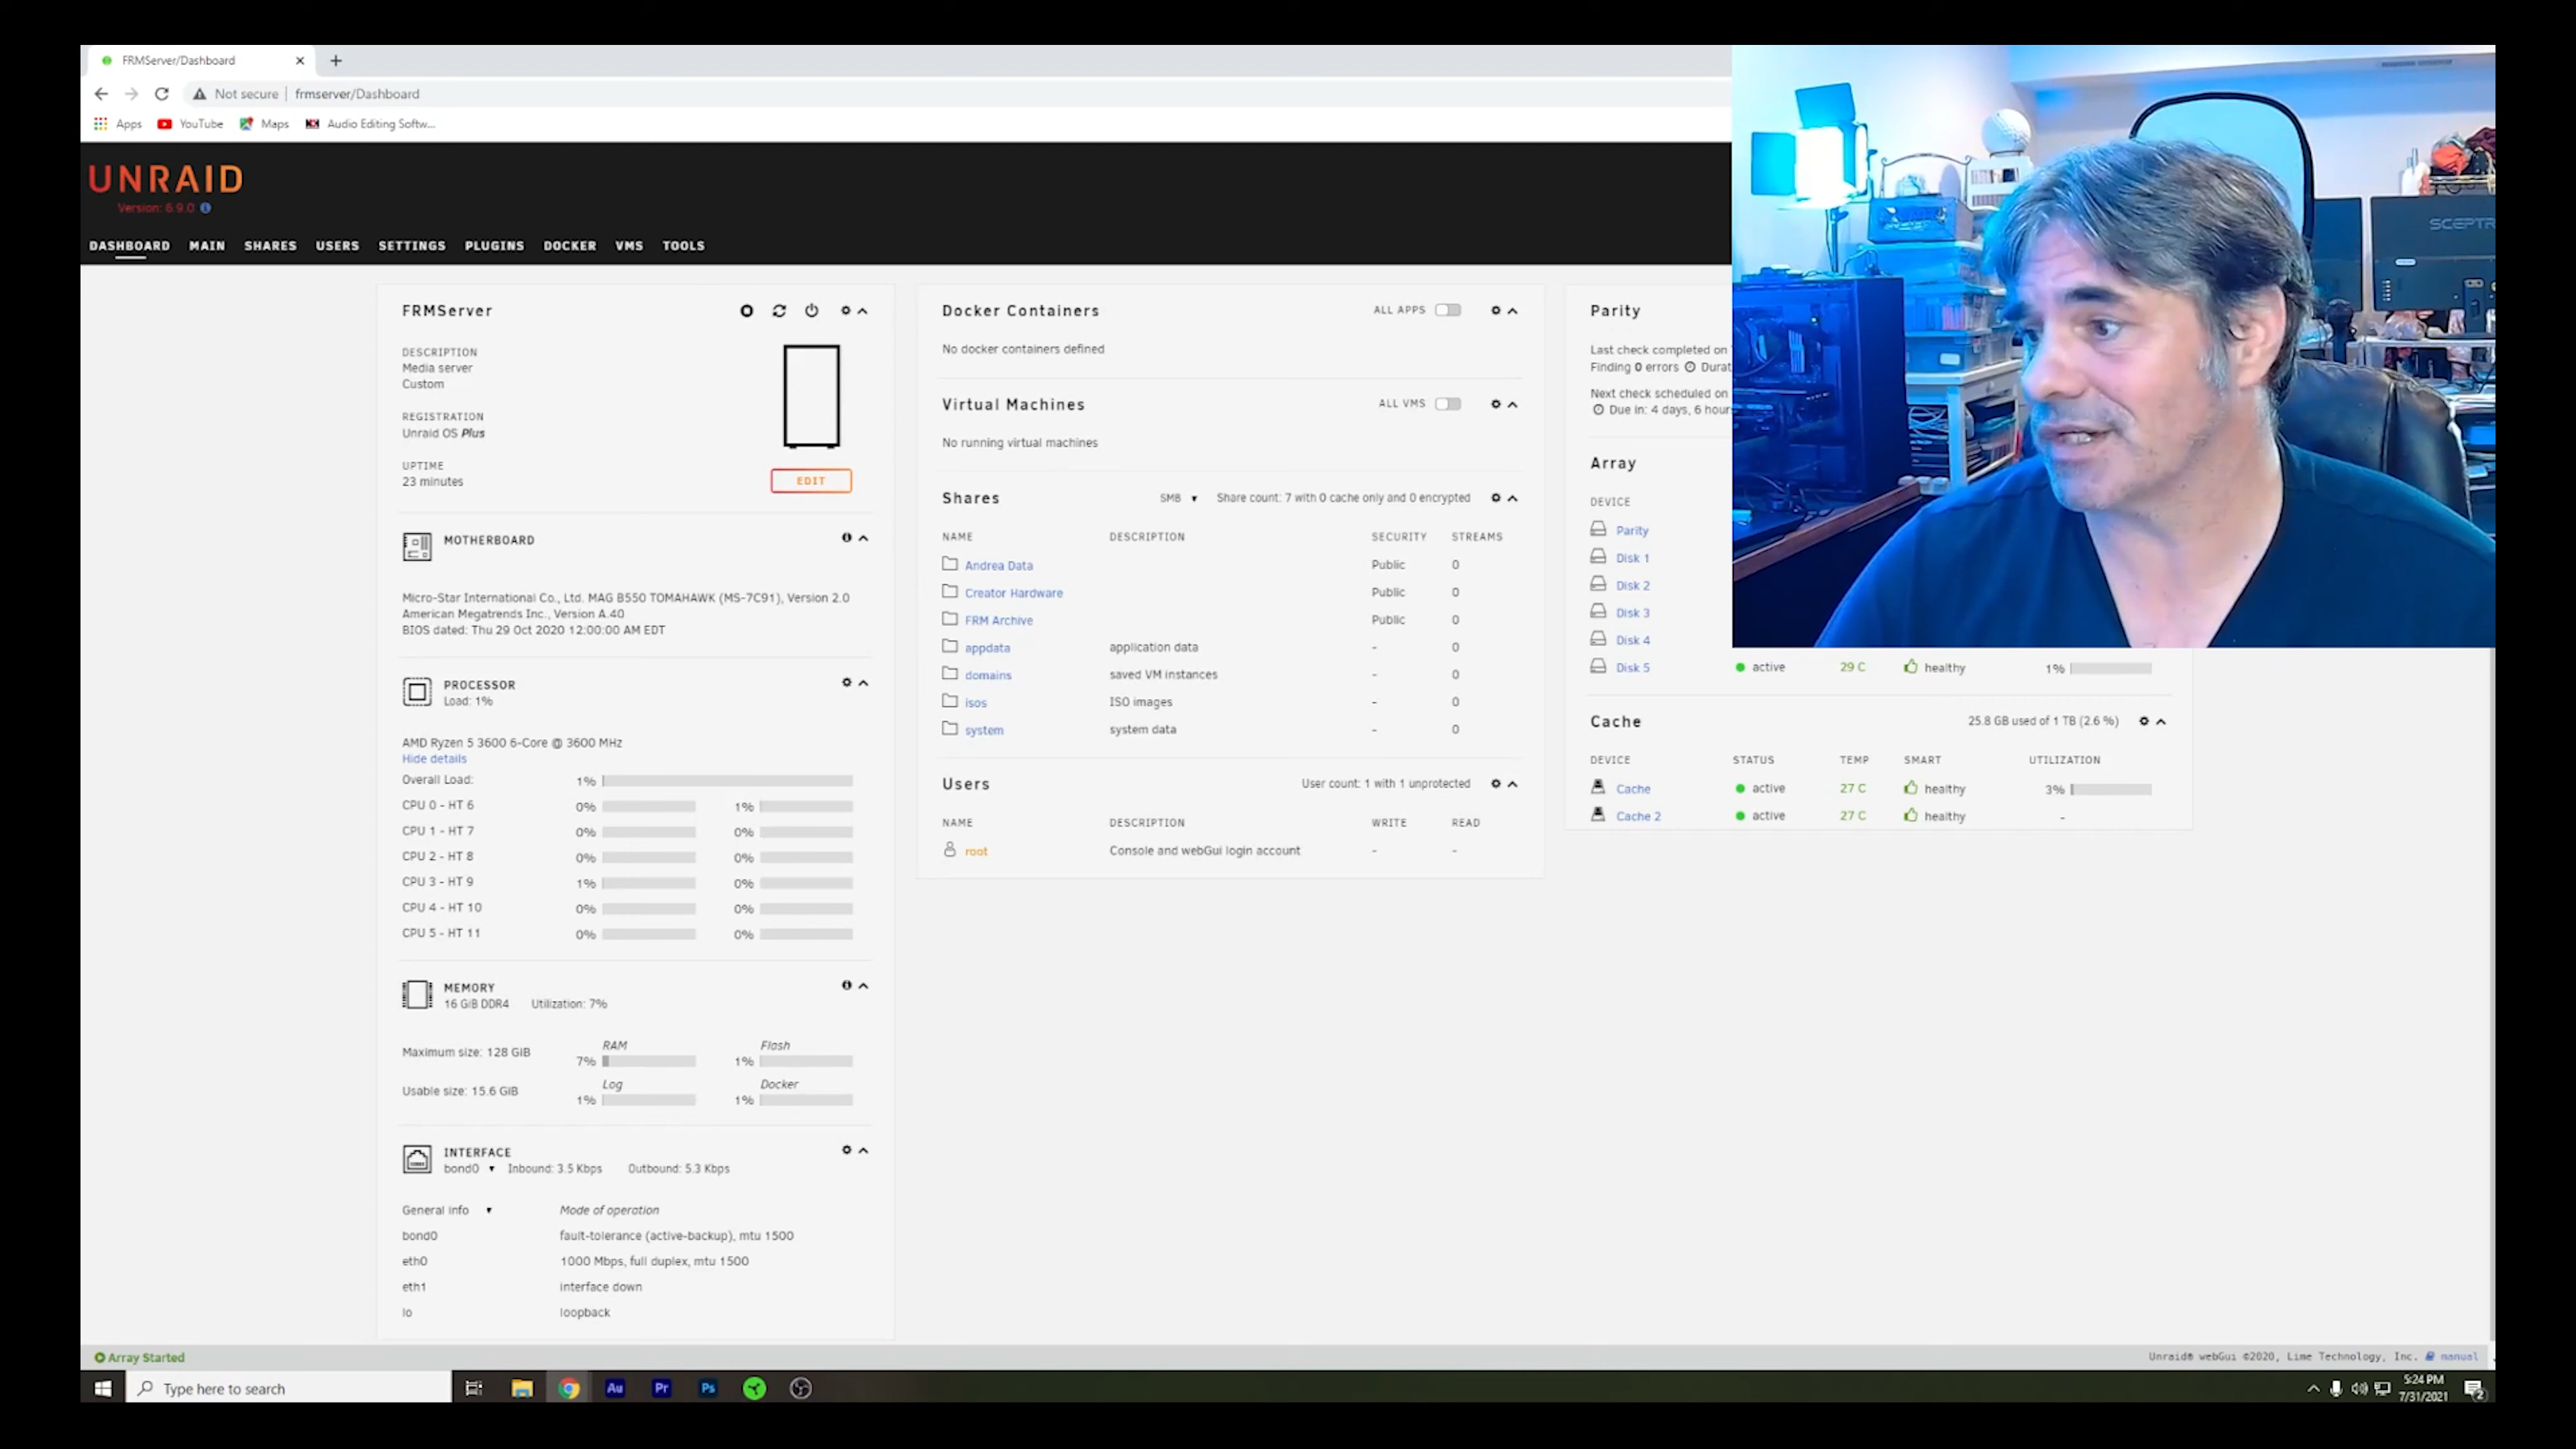 FRMServer/Dashboard
Not secure | frmserver/Dashboard
Apps YouTube Maps Audio Editing Softw...
UNRAID
Version: 6.9.0
DASHBOARD MAIN SHARES USERS SETTINGS PLUGINS DOCKER VMS TOOLS
FRMServer
DESCRIPTION
Media server
Custom
REGISTRATION
Unraid OS Plus
UPTIME
23 minutes
EDIT
MOTHERBOARD
Micro-Star International Co., Ltd. MAG B550 TOMAHAWK (MS-7C91), Version 2.0
American Megatrends Inc., Version A.40
BIOS dated: Thu 29 Oct 2020 12:00:00 AM EDT
PROCESSOR
Load: 1%
AMD Ryzen 5 3600 6-Core @ 3600 MHz
Hide details
Overall Load: 1%
CPU 0 - HT 6 0% 1%
CPU 1 - HT 7 0% 0%
CPU 2 - HT 8 0% 0%
CPU 3 - HT 9 1% 0%
CPU 4 - HT 10 0% 0%
CPU 5 - HT 11 0% 0%
MEMORY
16 GiB DDR4 Utilization: 7%
RAM Flash
Maximum size: 128 GiB 7% 1%
Log Docker
Usable size: 15.6 GiB 1% 1%
INTERFACE
bond0 Inbound: 3.5 Kbps Outbound: 5.3 Kbps
General info Mode of operation
bond0 fault-tolerance (active-backup), mtu 1500
eth0 1000 Mbps, full duplex, mtu 1500
eth1 interface down
lo loopback
Docker Containers ALL APPS
No docker containers defined
Virtual Machines ALL VMS
No running virtual machines
Shares SMB Share count: 7 with 0 cache only and 0 encrypted
NAME DESCRIPTION SECURITY STREAMS
Andrea Data Public 0
Creator Hardware Public 0
FRM Archive Public 0
appdata application data - 0
domains saved VM instances - 0
isos ISO images - 0
system system data - 0
Users User count: 1 with 1 unprotected
NAME DESCRIPTION WRITE READ
root Console and webGui login account - -
Parity
Last check completed on
Finding 0 errors Durat
Next check scheduled on
Due in: 4 days, 6 hour
Array
DEVICE
Parity
Disk 1
Disk 2
Disk 3
Disk 4
Disk 5 active 29 C healthy 1%
Cache 25.8 GB used of 1 TB (2.6 %)
DEVICE STATUS TEMP SMART UTILIZATION
Cache active 27 C healthy 3%
Cache 2 active 27 C healthy -
SCEPTR
Array Started
Unraid® webGui ©2020, Lime Technology, Inc. manual
Type here to search
Au Pr Ps
5:24 PM
7/31/2021
2